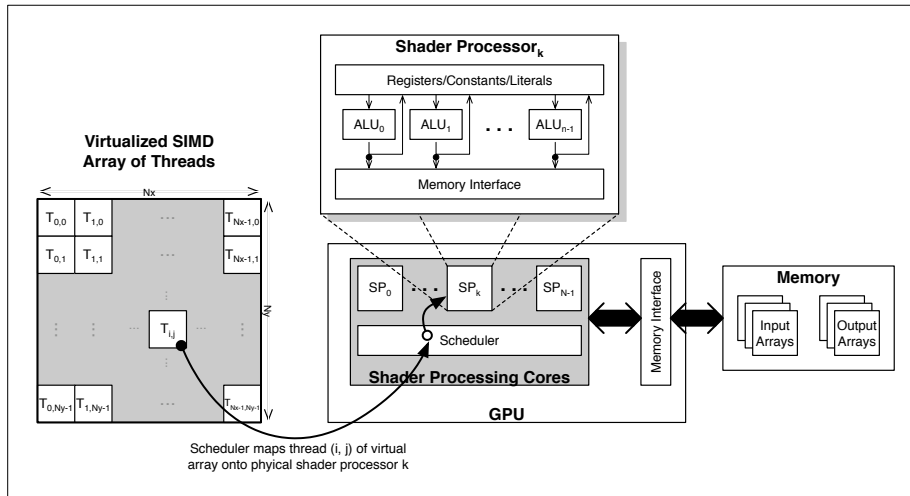 Shader Processor_k
Registers/Constants/Literals
ALU_0 ALU_1 . . . ALU_n-1
Memory Interface
Virtualized SIMD
Array of Threads
Nx
Ny
T_0,0 T_1,0 ... T_Nx-1,0
T_0,1 T_1,1 ... T_Nx-1,1
T_i,j
T_0,Ny-1 T_1,Ny-1 ... T_Nx-1,Ny-1
SP_0 . . . SP_k . . . SP_N-1
Scheduler
Shader Processing Cores
Memory Interface
GPU
Memory
Input
Arrays
Output
Arrays
Scheduler maps thread (i, j) of virtual
array onto phyical shader processor k